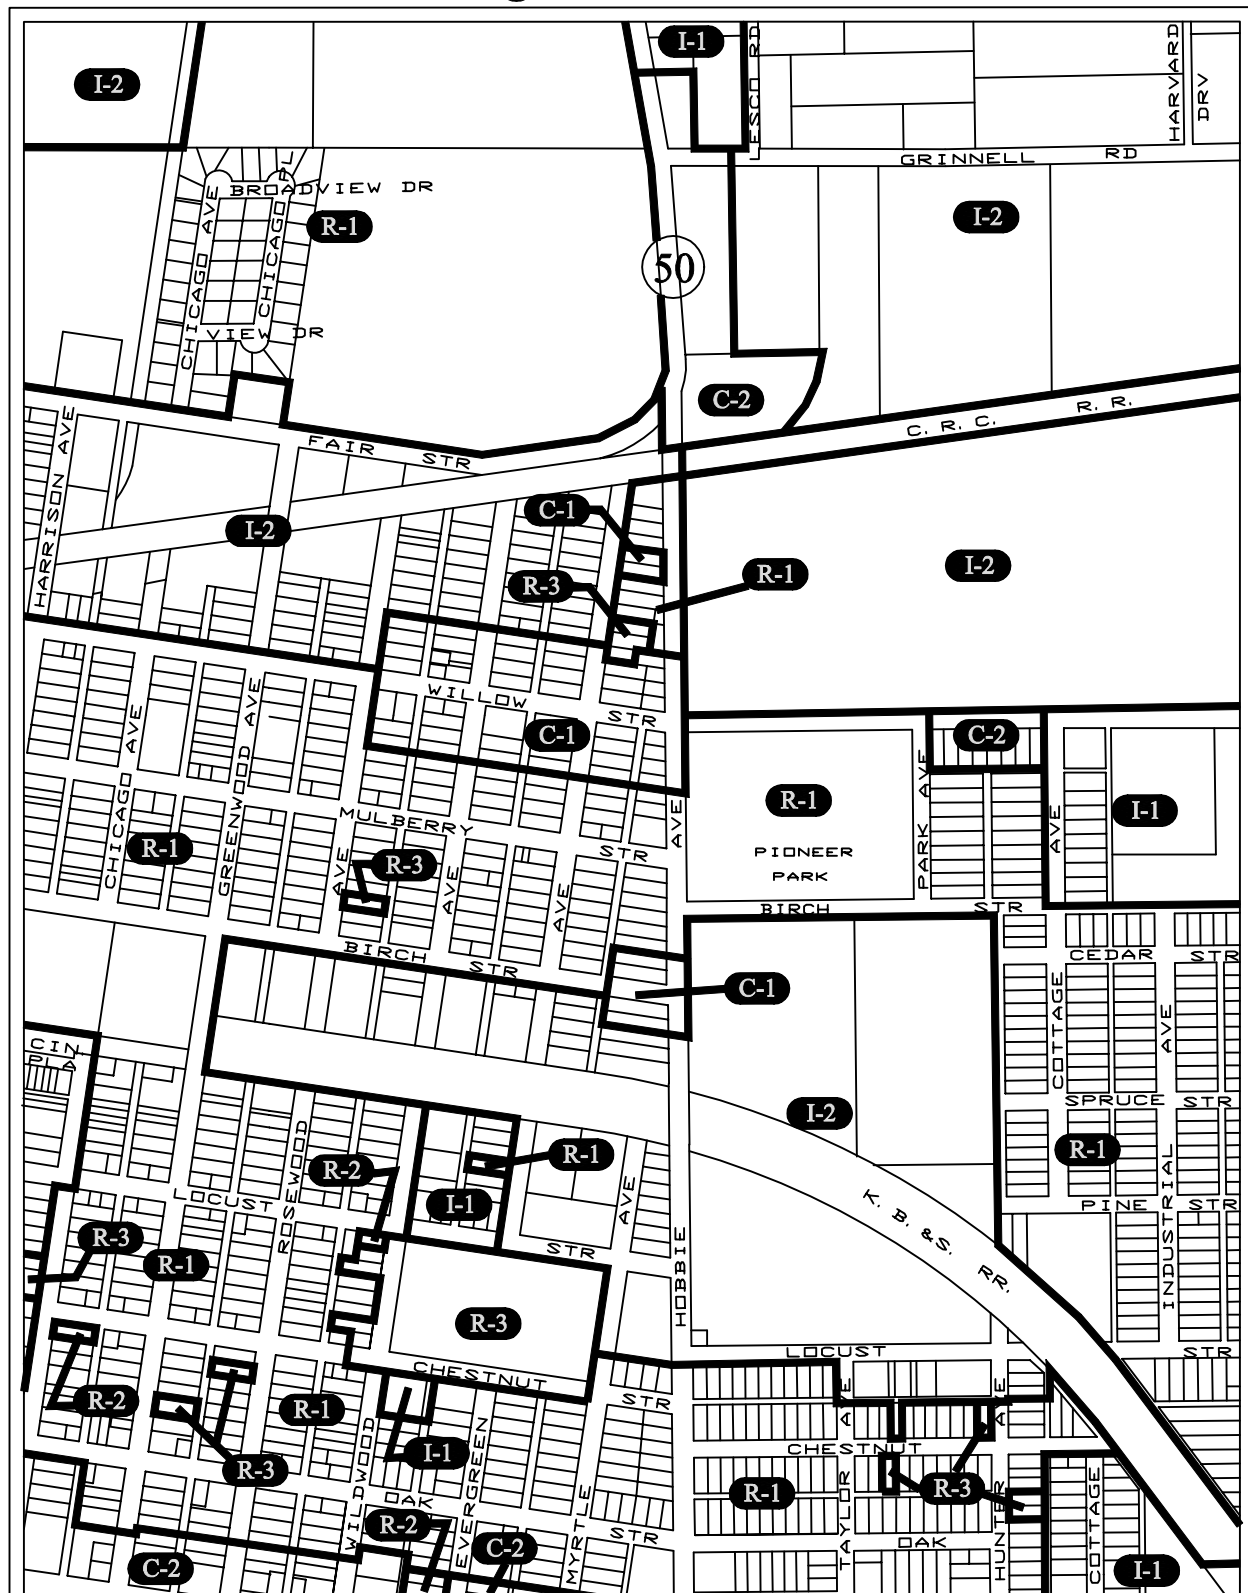 I-1
I-2
LESCO RD
HARVARD
DRV
GRINNELL RD
BROADVIEW DR
CHICAGO AVE
CHICAGO PL
R-1
I-2
50
VIEW DR
C-2
C. R. C. R. R.
FAIR STR
HARRISON AVE
C-1
I-2
R-3
R-1
I-2
WILLOW STR
C-1
C-2
CHICAGO AVE
GREENWOOD AVE
PARK AVE
AVE
R-1
I-1
AVE
MULBERRY STR
R-1
R-3
PIONEER
PARK
AVE
AVE
AVE
BIRCH STR
BIRCH STR
CEDAR STR
C-1
COTTAGE
AVE
CIN.
PLA
I-2
SPRUCE STR
R-1
R-1
R-2
ROSEWOOD
LOCUST STR
I-1
AVE
PINE STR
K. B. &S. RR.
INDUSTRIAL
R-3
R-1
HOBBIE
R-3
LOCUST STR
CHESTNUT STR
R-2
R-1
AVE
AVE
I-1
CHESTNUT
R-3
R-1
R-3
WILDWOOD
EVERGREEN
MYRTLE
TAYLOR
HUNTER
COTTAGE
OAK STR
R-2
C-2
OAK
C-2
I-1